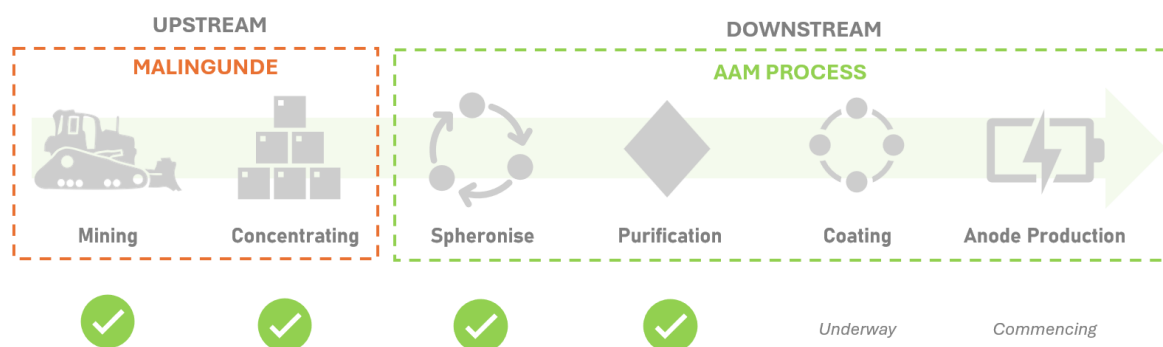 UPSTREAM
DOWNSTREAM
MALINGUNDE
AAM PROCESS
Mining
Concentrating
Spheronise
Purification
Coating
Anode Production
Underway
Commencing